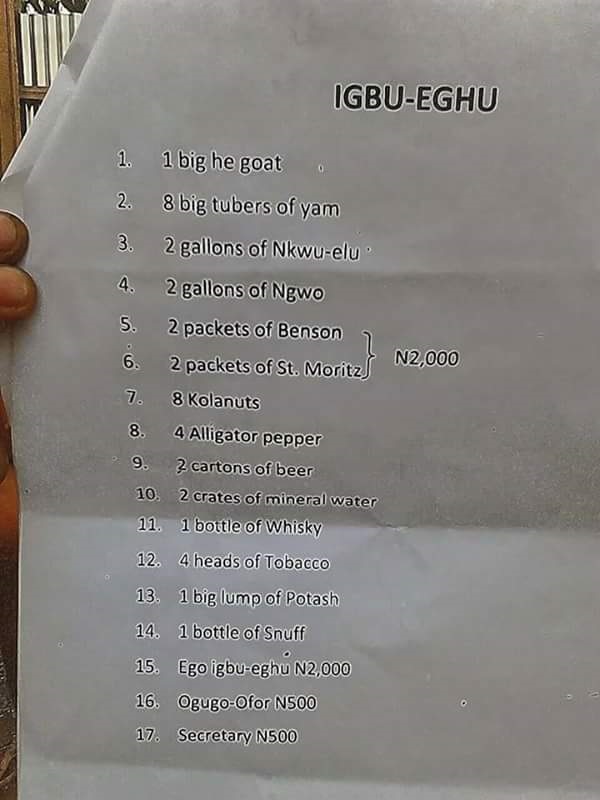 IGBU-EGHU
1. 1 big he goat
2. 8 big tubers of yam
3. 2 gallons of Nkwu-elu
4. 2 gallons of Ngwo
5. 2 packets of Benson
6. 2 packets of St. Moritz } N2,000
7. 8 Kolanuts
8. 4 Alligator pepper
9. 2 cartons of beer
10. 2 crates of mineral water
11. 1 bottle of Whisky
12. 4 heads of Tobacco
13. 1 big lump of Potash
14. 1 bottle of Snuff
15. Ego igbu-eghu N2,000
16. Ogugo-Ofor N500
17. Secretary N500